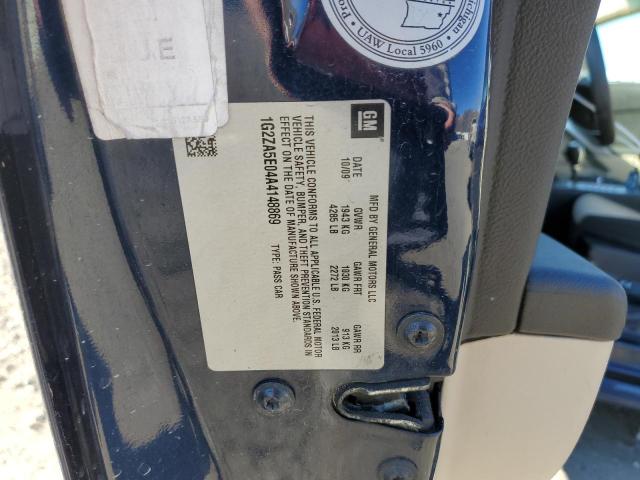 Michigan
UAW Local 5960
GM
MFD BY GENERAL MOTORS LLC
DATE GVWR GAWR FRT GAWR RR
10/09 1943 KG 1030 KG 913 KG
4285 LB 2272 LB 2013 LB
THIS VEHICLE CONFORMS TO ALL APPLICABLE U.S. FEDERAL MOTOR
VEHICLE SAFETY, BUMPER, AND THEFT PREVENTION STANDARDS IN
EFFECT ON THE DATE OF MANUFACTURE SHOWN ABOVE.
1G2ZA5E04A4148869 TYPE: PASS CAR